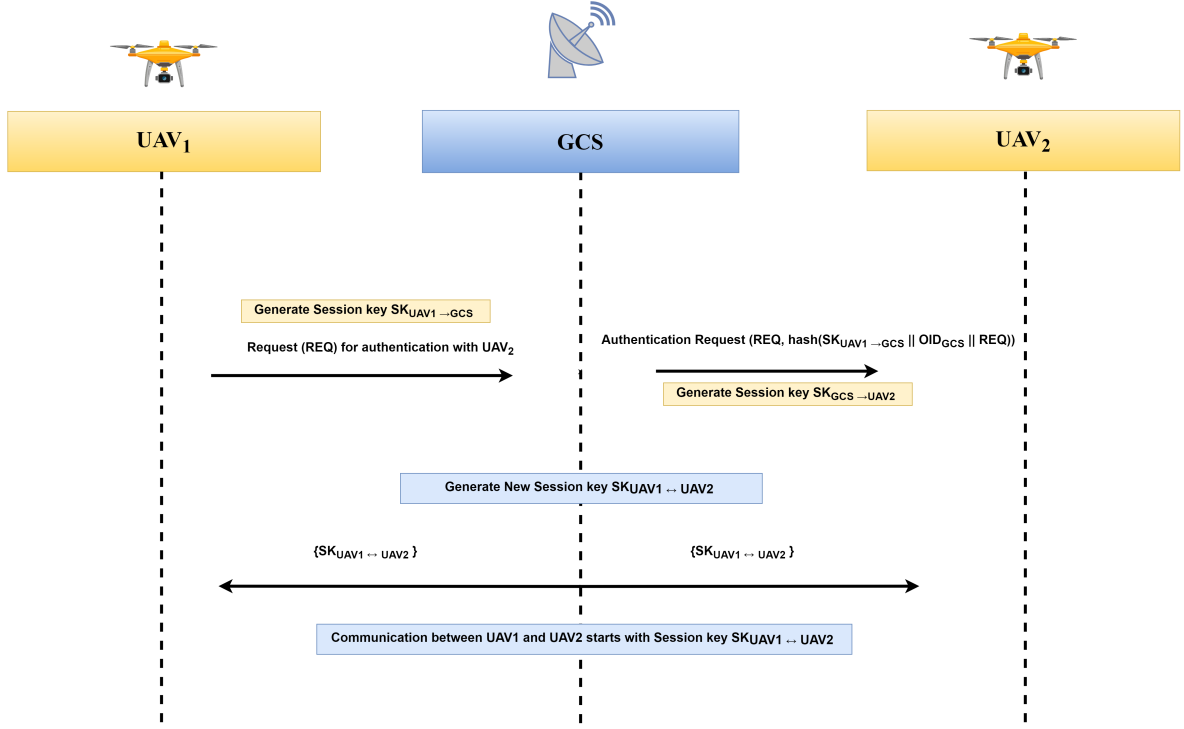 UAV1
GCS
UAV2
Generate Session key SKUAV1 →GCS
Request (REQ) for authentication with UAV2
Authentication Request (REQ, hash(SKUAV1 →GCS || OIDGCS || REQ))
Generate Session key SKGCS →UAV2
Generate New Session key SKUAV1 ↔ UAV2
{SKUAV1 ↔ UAV2 }
{SKUAV1 ↔ UAV2 }
Communication between UAV1 and UAV2 starts with Session key SKUAV1 ↔ UAV2